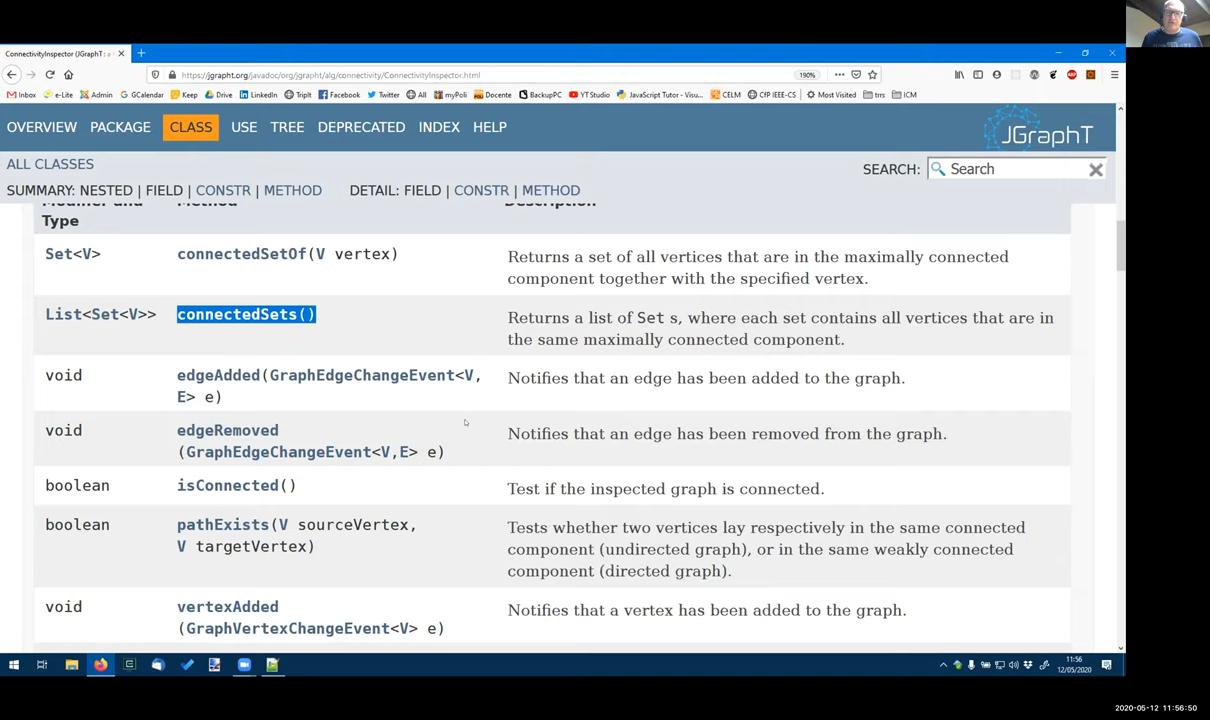 ConnectivityInspector (JGraphT : a
https://jgrapht.org/javadoc/org/jgrapht/alg/connectivity/ConnectivityInspector.html
190%
Inbox e-Lite Admin GCalendar Keep Drive LinkedIn TripIt Facebook Twitter All myPoli Docente BackupPC YT Studio JavaScript Tutor - Visu... CELM CfP IEEE-CS Most Visited trrs ICM
OVERVIEW PACKAGE CLASS USE TREE DEPRECATED INDEX HELP
JGraphT
ALL CLASSES
SEARCH: Search
SUMMARY: NESTED | FIELD | CONSTR | METHOD DETAIL: FIELD | CONSTR | METHOD
Modifier and Method Description
Type
Set<V> connectedSetOf(V vertex) Returns a set of all vertices that are in the maximally connected
component together with the specified vertex.
List<Set<V>> connectedSets() Returns a list of Set s, where each set contains all vertices that are in
the same maximally connected component.
void edgeAdded(GraphEdgeChangeEvent<V, Notifies that an edge has been added to the graph.
E> e)
void edgeRemoved Notifies that an edge has been removed from the graph.
(GraphEdgeChangeEvent<V,E> e)
boolean isConnected() Test if the inspected graph is connected.
boolean pathExists(V sourceVertex, Tests whether two vertices lay respectively in the same connected
V targetVertex) component (undirected graph), or in the same weakly connected
component (directed graph).
void vertexAdded Notifies that a vertex has been added to the graph.
(GraphVertexChangeEvent<V> e)
11:56
12/05/2020
2020-05-12 11:56:50